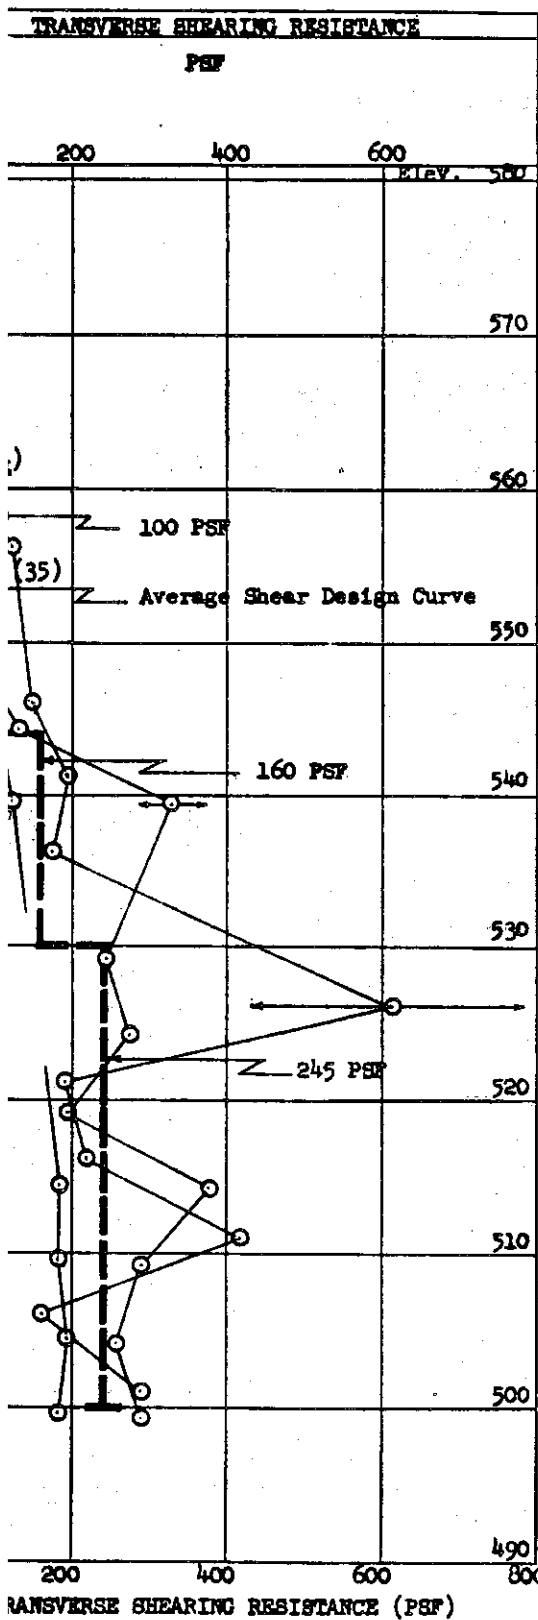 TRANSVERSE SHEARING RESISTANCE
PSF
200 400 600
Elev. 580
570
560
100 PSF
(35)
Average Shear Design Curve
550
160 PSF
540
530
245 PSF
520
510
500
490
200 400 600 800
RANSVERSE SHEARING RESISTANCE (PSF)